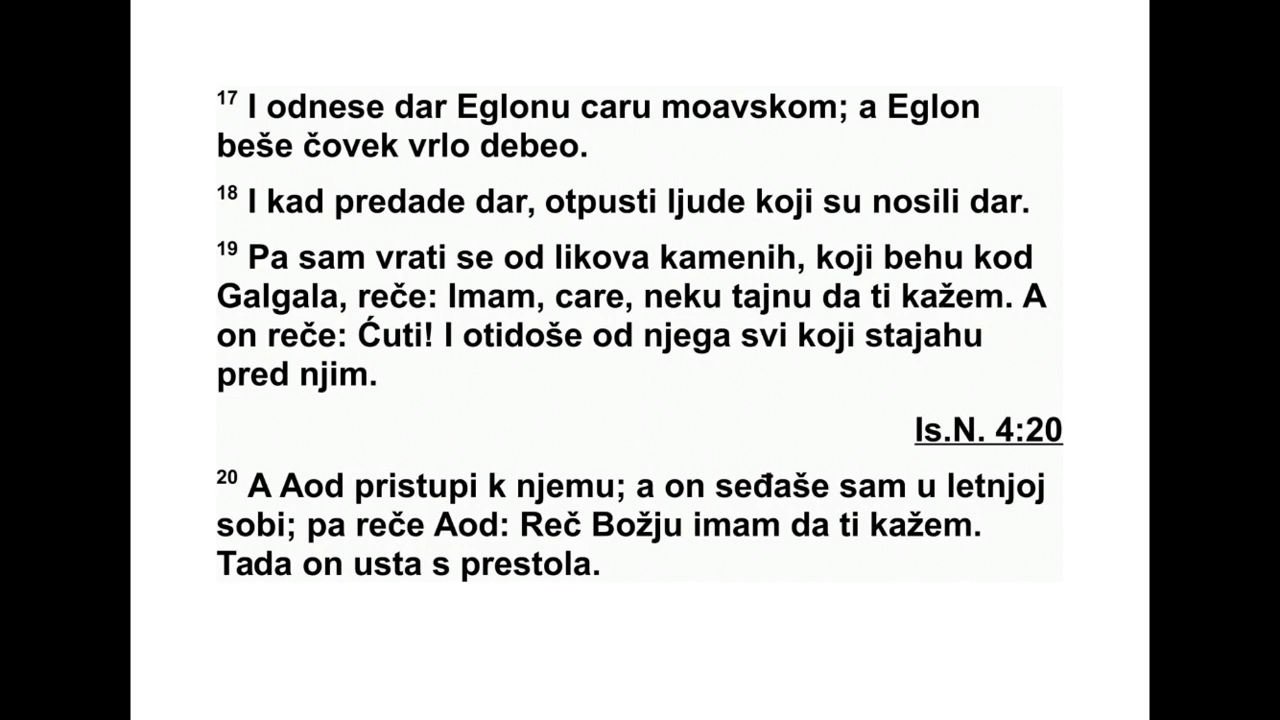 17 I odnese dar Eglonu caru moavskom; a Eglon
beše čovek vrlo debeo.
18 I kad predade dar, otpusti ljude koji su nosili dar.
19 Pa sam vrati se od likova kamenih, koji behu kod
Galgala, reče: Imam, care, neku tajnu da ti kažem. A
on reče: Ćuti! I otidoše od njega svi koji stajahu
pred njim.
Is.N. 4:20
20 A Aod pristupi k njemu; a on seđaše sam u letnjoj
sobi; pa reče Aod: Reč Božju imam da ti kažem.
Tada on usta s prestola.